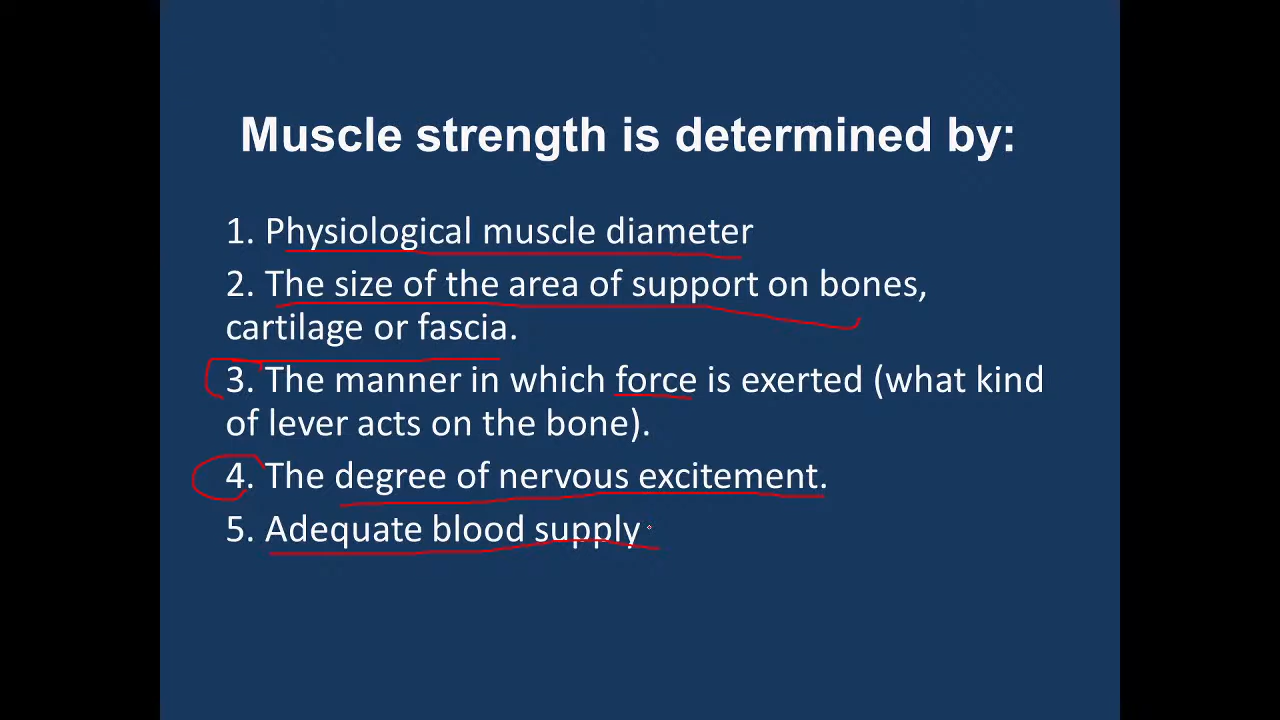 Muscle strength is determined by:
1. Physiological muscle diameter
2. The size of the area of support on bones,
cartilage or fascia.
3. The manner in which force is exerted (what kind
of lever acts on the bone).
4. The degree of nervous excitement.
5. Adequate blood supply